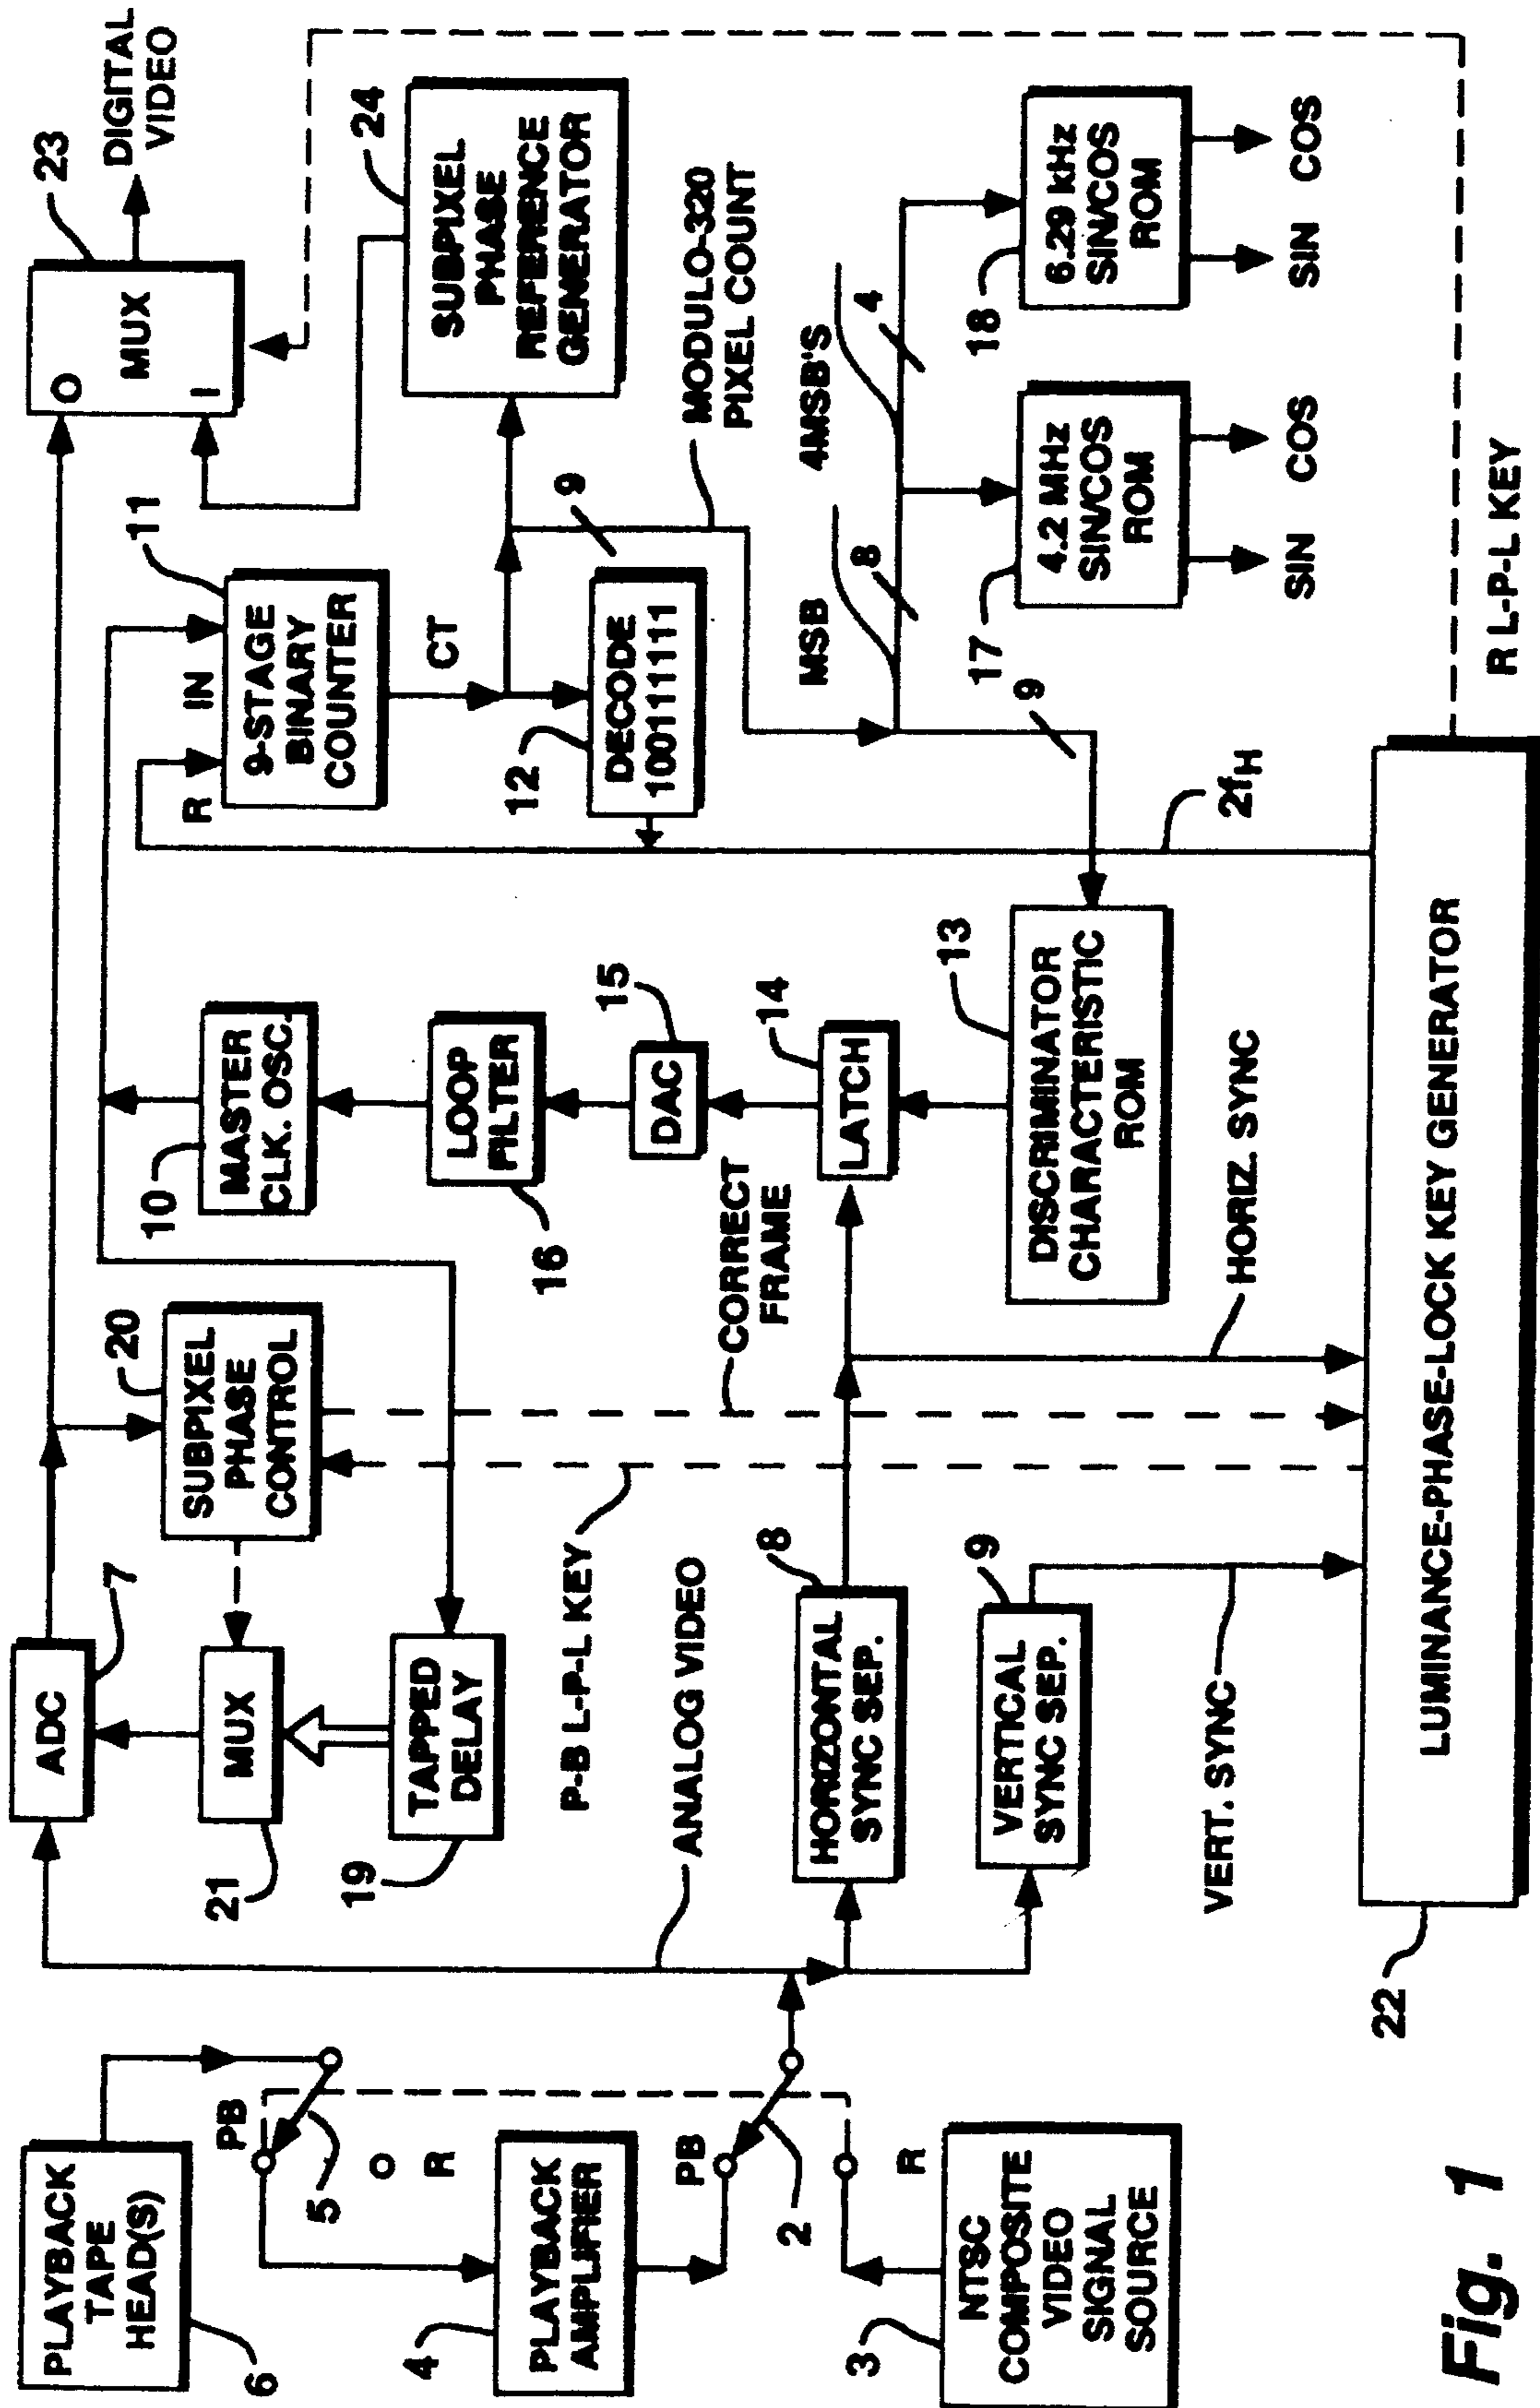 PLAYBACK
TAPE
HEAD(S)
6
PB
5
R
4
PLAYBACK
AMPLIFIER
PB
2
R
3
NTSC
COMPOSITE
VIDEO
SIGNAL
SOURCE
ADC
7
MUX
21
TAPPED
DELAY
19
20
SUBPIXEL
PHASE
CONTROL
P-B L-P-L KEY
ANALOG VIDEO
HORIZONTAL
SYNC SEP.
8
VERTICAL
SYNC SEP.
9
VERT. SYNC
CORRECT
FRAME
HORIZ. SYNC
10
MASTER
CLK. OSC.
LOOP
FILTER
16
DAC
15
LATCH
14
DISCRIMINATOR
CHARACTERISTIC
ROM
13
R
IN
9-STAGE
BINARY
COUNTER
11
CT
12
DECODE
100111111
9
MODULO-320
PIXEL COUNT
O
MUX
I
23
DIGITAL
VIDEO
24
SUBPIXEL
PHASE
REFERENCE
GENERATOR
MSB
8
4MSB'S
4
9
17
4.2 MHz
SIN/COS
ROM
SIN
COS
18
6.29 kHz
SIN/COS
ROM
SIN
COS
2fH
R L-P-L KEY
LUMINANCE-PHASE-LOCK KEY GENERATOR
22
Fig. 1